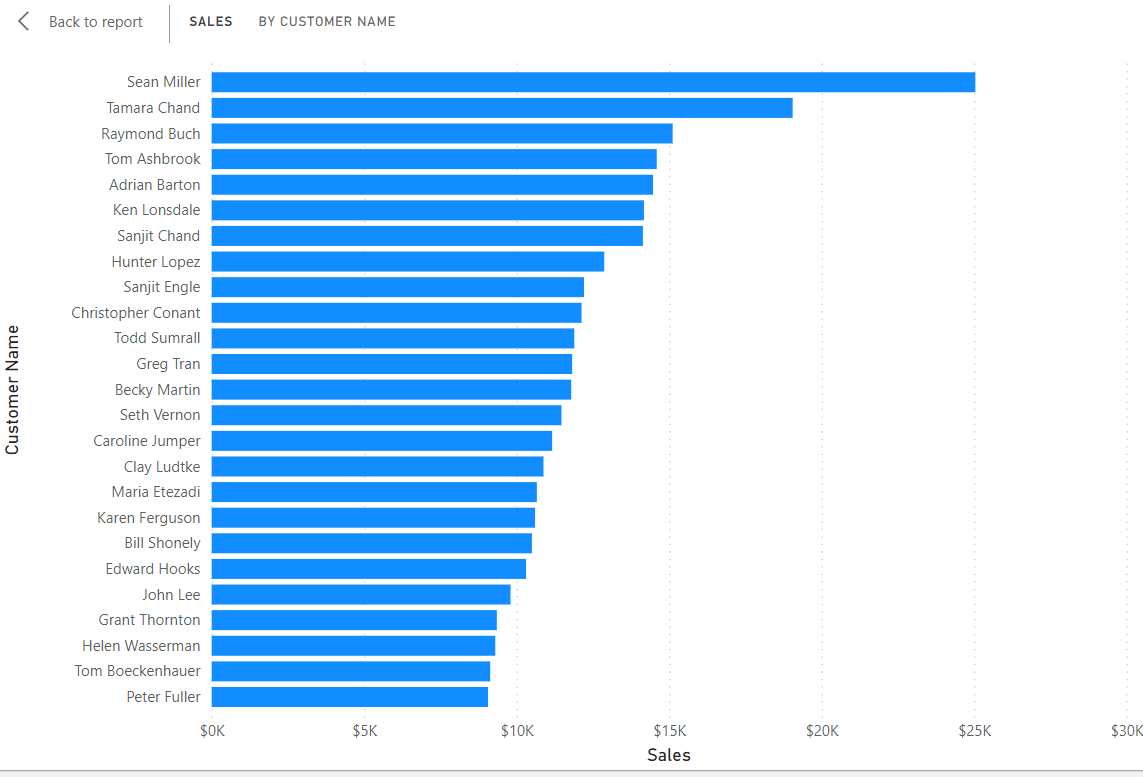 Back to report
SALES BY CUSTOMER NAME
Customer Name
Sean Miller
Tamara Chand
Raymond Buch
Tom Ashbrook
Adrian Barton
Ken Lonsdale
Sanjit Chand
Hunter Lopez
Sanjit Engle
Christopher Conant
Todd Sumrall
Greg Tran
Becky Martin
Seth Vernon
Caroline Jumper
Clay Ludtke
Maria Etezadi
Karen Ferguson
Bill Shonely
Edward Hooks
John Lee
Grant Thornton
Helen Wasserman
Tom Boeckenhauer
Peter Fuller
$0K $5K $10K $15K $20K $25K $30K
Sales